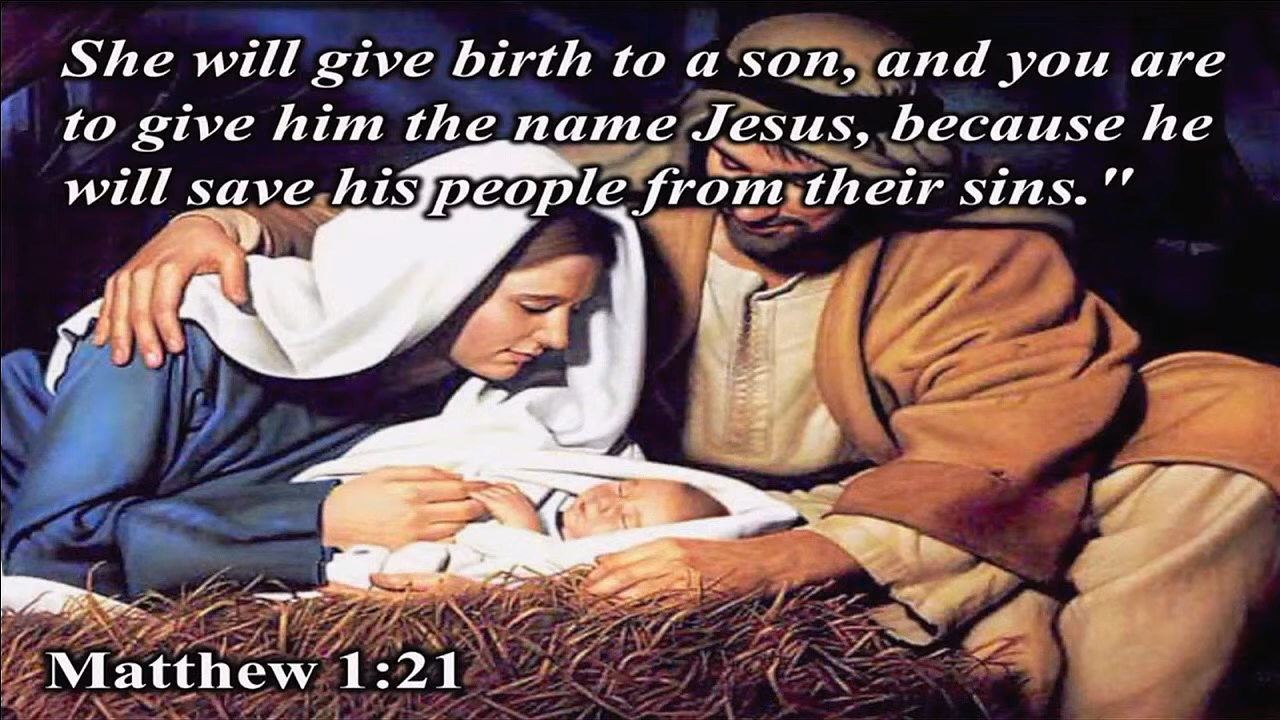 She will give birth to a son, and you are
to give him the name Jesus, because he
will save his people from their sins."
Matthew 1:21